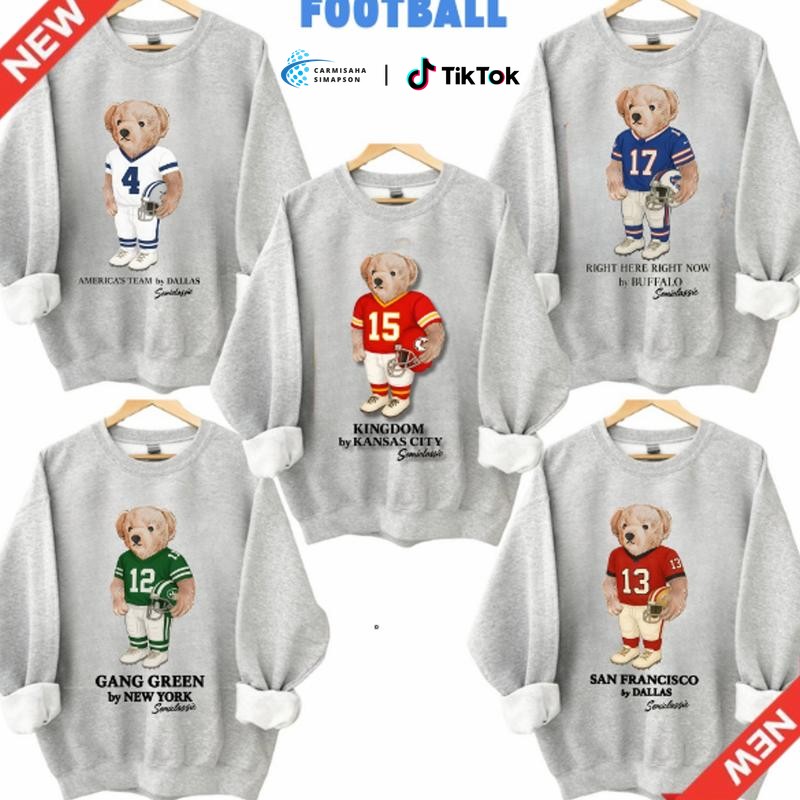 FOOTBALL
NEW
CARMISAHA
SIMAPSON
|
TikTok
4
AMERICA'S TEAM by DALLAS
Semiclassic
17
RIGHT HERE RIGHT NOW
by BUFFALO
Semiclassic
15
KINGDOM
by KANSAS CITY
Semiclassic
12
GANG GREEN
by NEW YORK
Semiclassic
13
13
SAN FRANCISCO
by DALLAS
Semiclassic
NEW